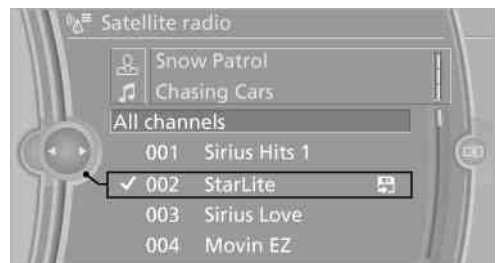 Satellite radio
Snow Patrol
Chasing Cars
All channels
001 Sirius Hits 1
002 StarLite
003 Sirius Love
004 Movin EZ